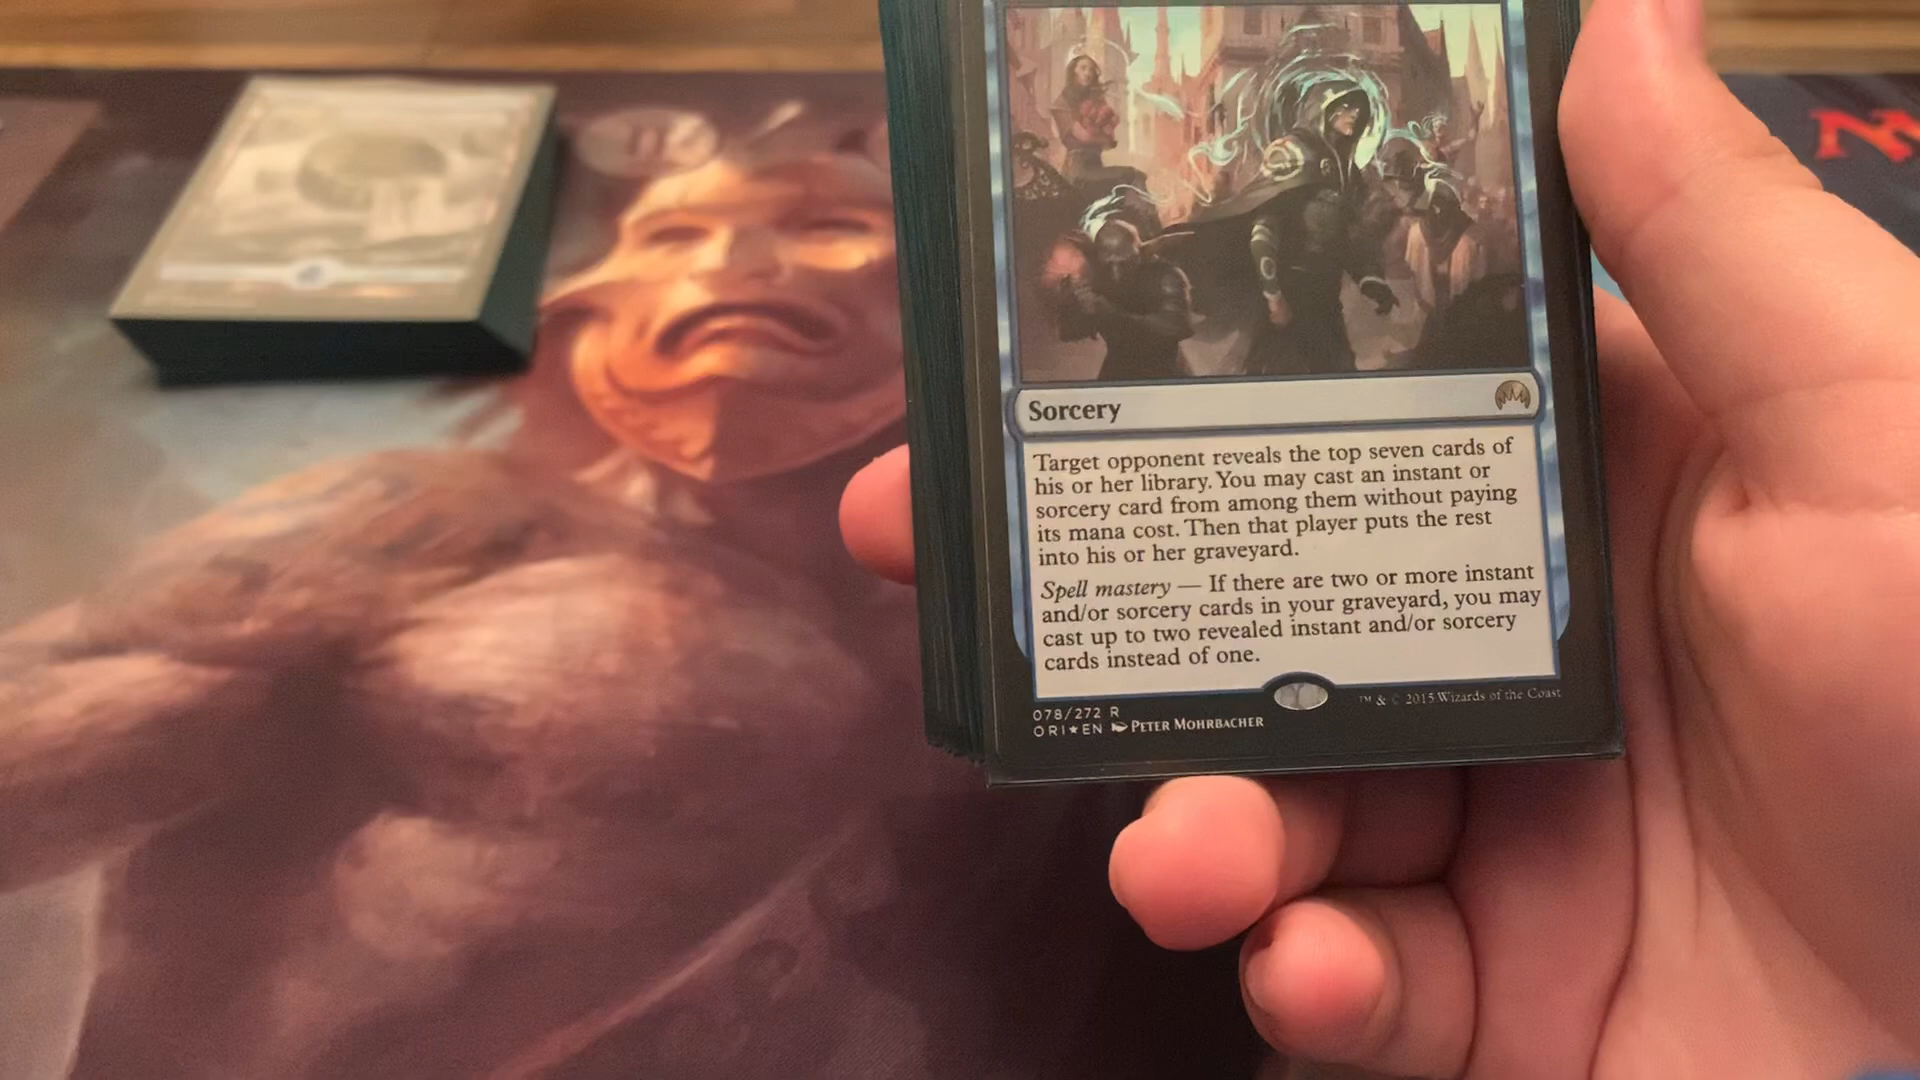 Sorcery
Target opponent reveals the top seven cards of
his or her library. You may cast an instant or
sorcery card from among them without paying
its mana cost. Then that player puts the rest
into his or her graveyard.
Spell mastery — If there are two or more instant
and/or sorcery cards in your graveyard, you may
cast up to two revealed instant and/or sorcery
cards instead of one.
078/272 R
ORI★EN PETER MOHRBACHER
™ & © 2015 Wizards of the Coast